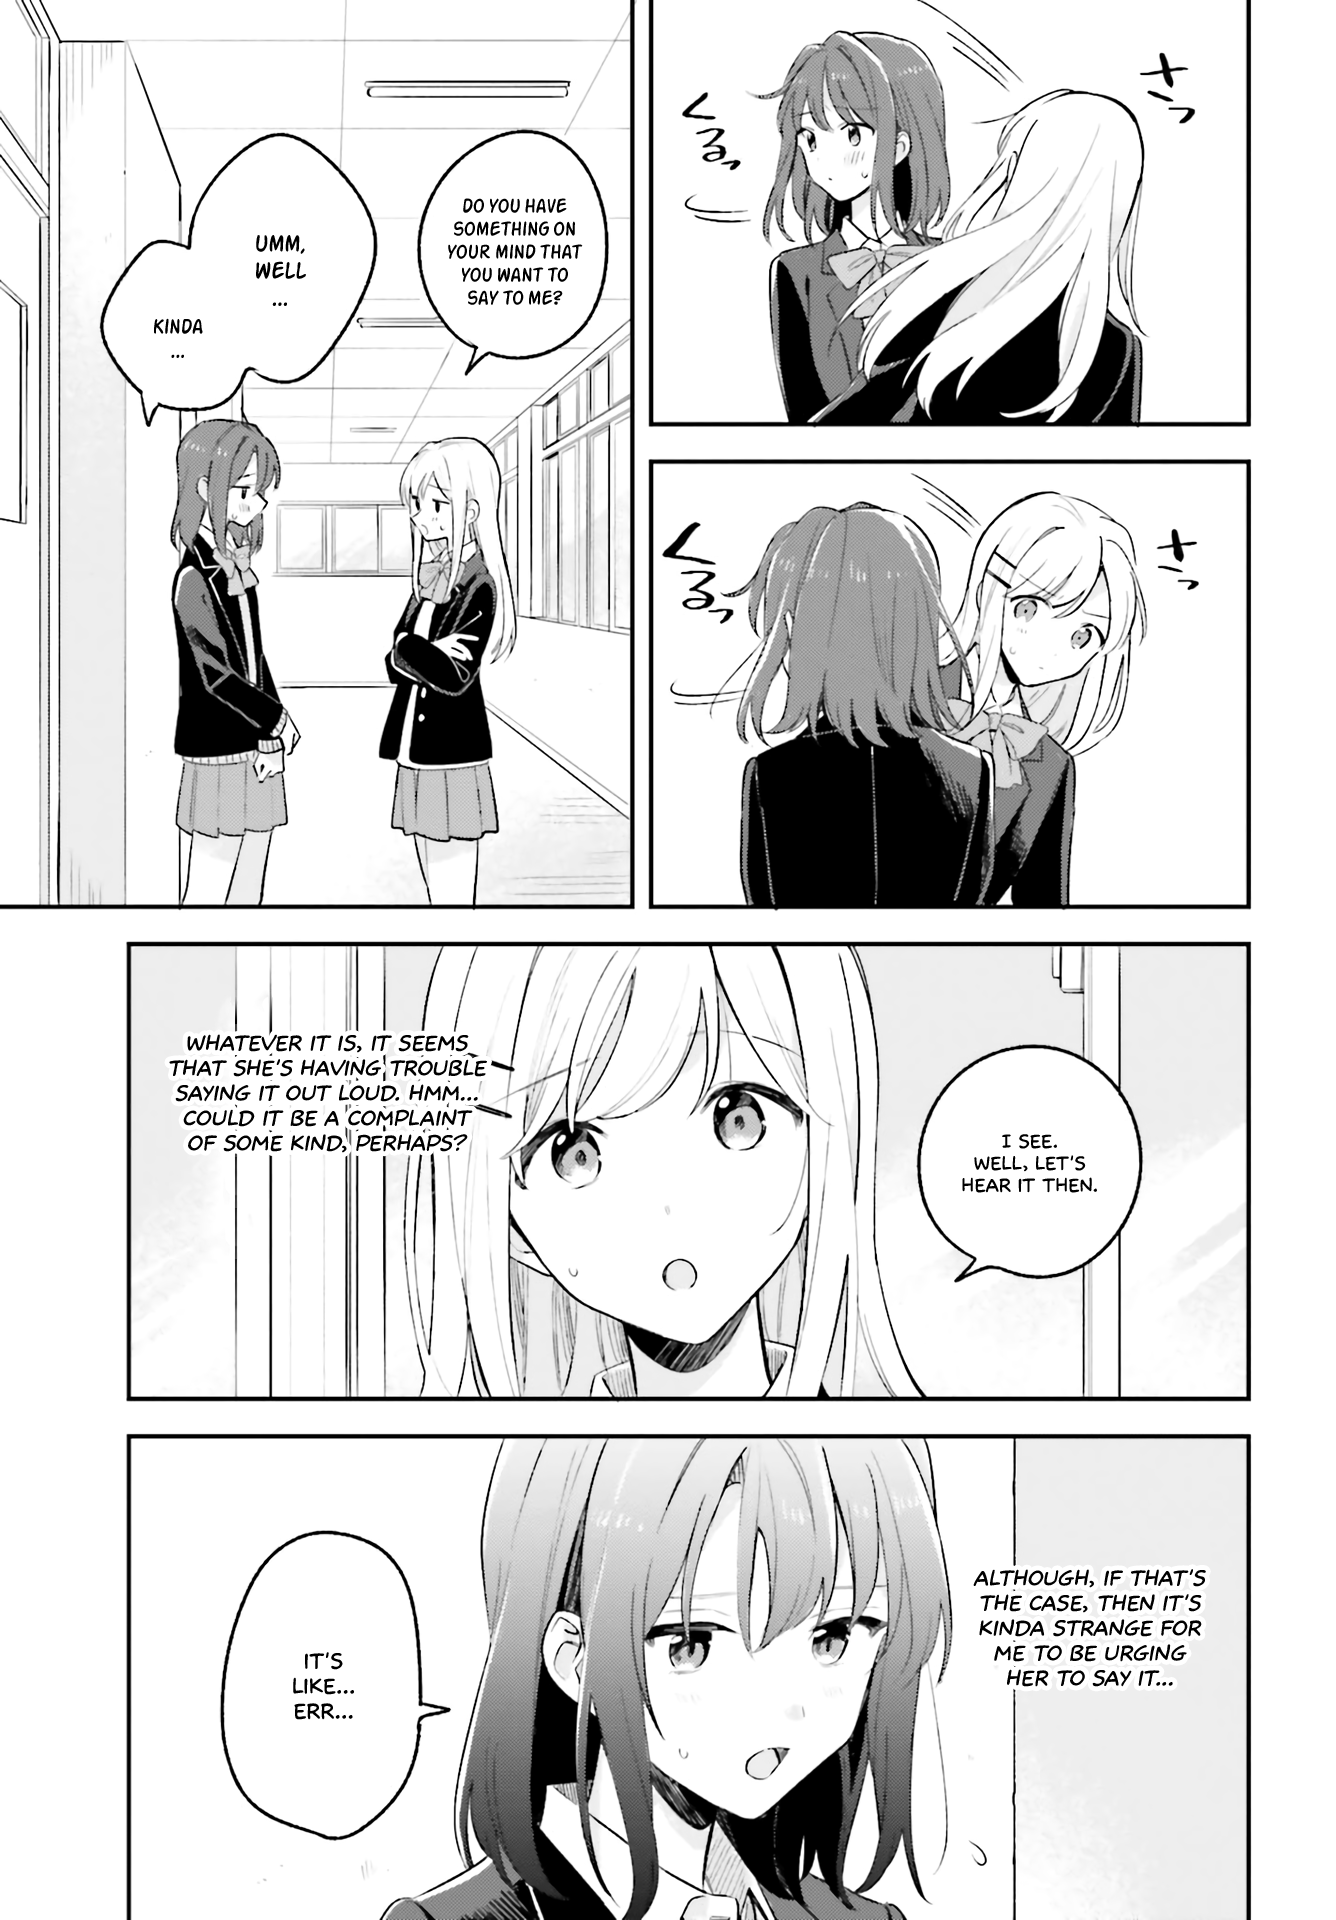 くるっ
さっ
くるっ
さっ
DO YOU HAVE
SOMETHING ON
YOUR MIND THAT
YOU WANT TO
SAY TO ME?
UMM,
WELL
...
KINDA
...
I SEE.
WELL, LET'S
HEAR IT THEN.
WHATEVER IT IS, IT SEEMS
THAT SHE'S HAVING TROUBLE
SAYING IT OUT LOUD. HMM...
COULD IT BE A COMPLAINT
OF SOME KIND, PERHAPS?
ALTHOUGH, IF THAT'S
THE CASE, THEN IT'S
KINDA STRANGE FOR
ME TO BE URGING
HER TO SAY IT...
IT'S
LIKE...
ERR...